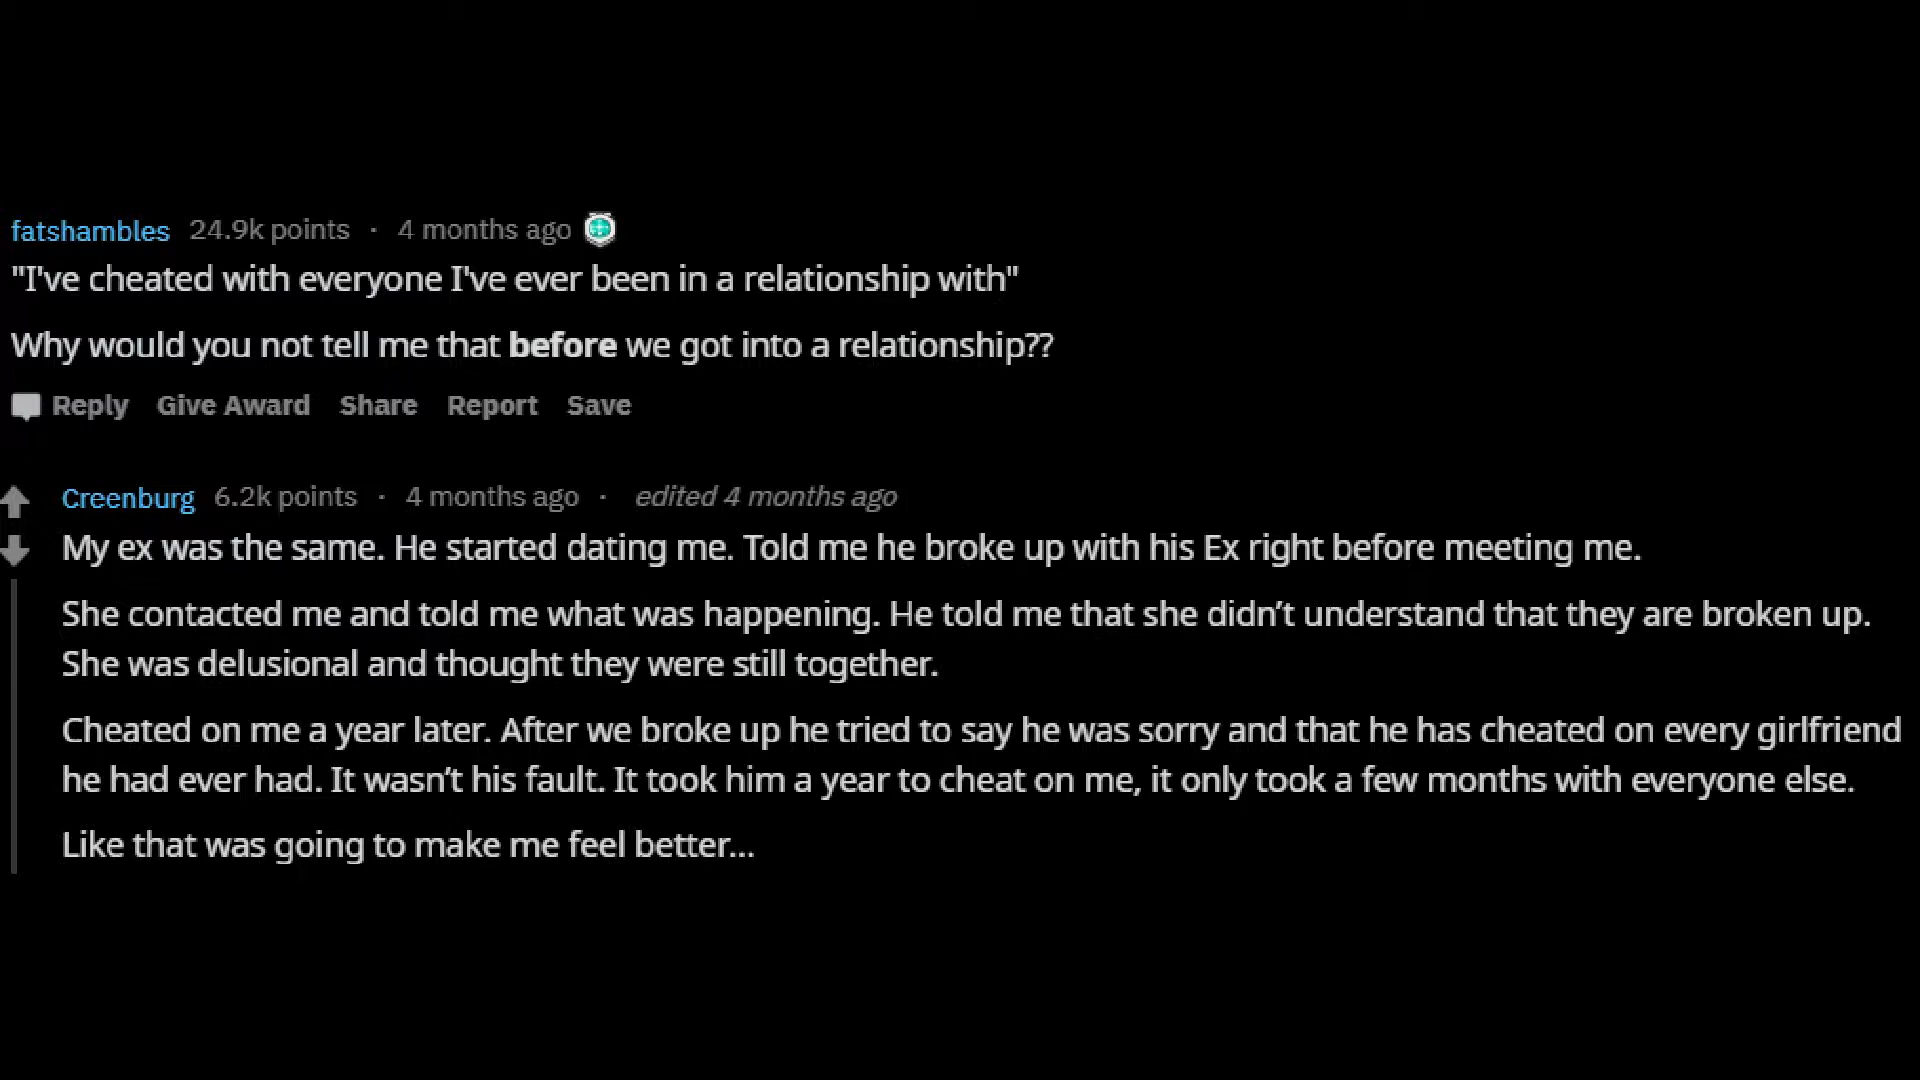 fatshambles 24.9k points · 4 months ago
"I've cheated with everyone I've ever been in a relationship with"
Why would you not tell me that before we got into a relationship??
Reply Give Award Share Report Save
Creenburg 6.2k points · 4 months ago · edited 4 months ago
My ex was the same. He started dating me. Told me he broke up with his Ex right before meeting me.
She contacted me and told me what was happening. He told me that she didn’t understand that they are broken up.
She was delusional and thought they were still together.
Cheated on me a year later. After we broke up he tried to say he was sorry and that he has cheated on every girlfriend
he had ever had. It wasn’t his fault. It took him a year to cheat on me, it only took a few months with everyone else.
Like that was going to make me feel better...